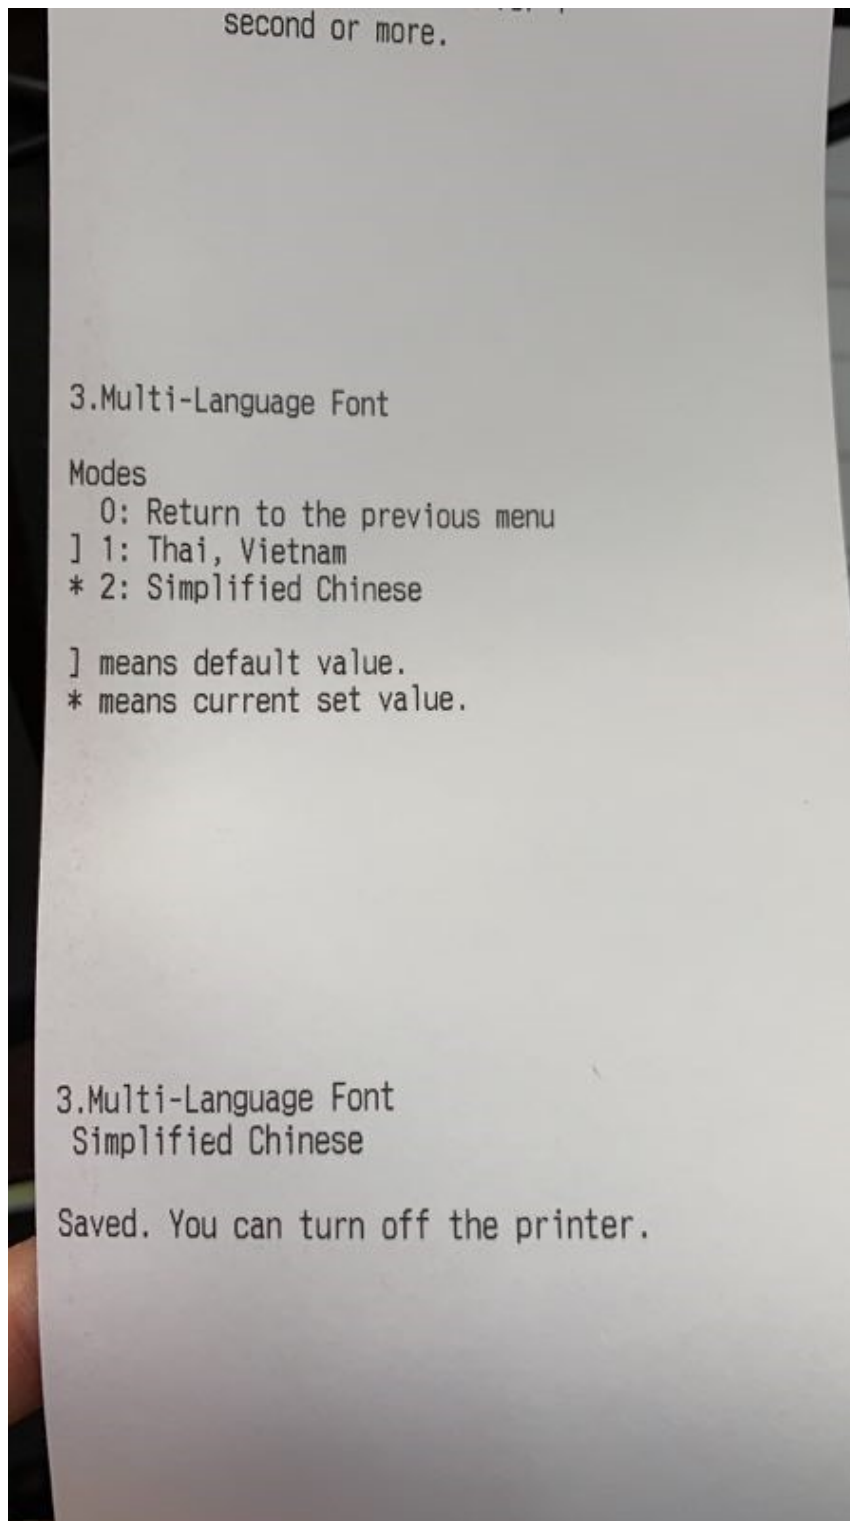 second or more.
3.Multi-Language Font
Modes
0: Return to the previous menu
] 1: Thai, Vietnam
* 2: Simplified Chinese
] means default value.
* means current set value.
3.Multi-Language Font
Simplified Chinese
Saved. You can turn off the printer.